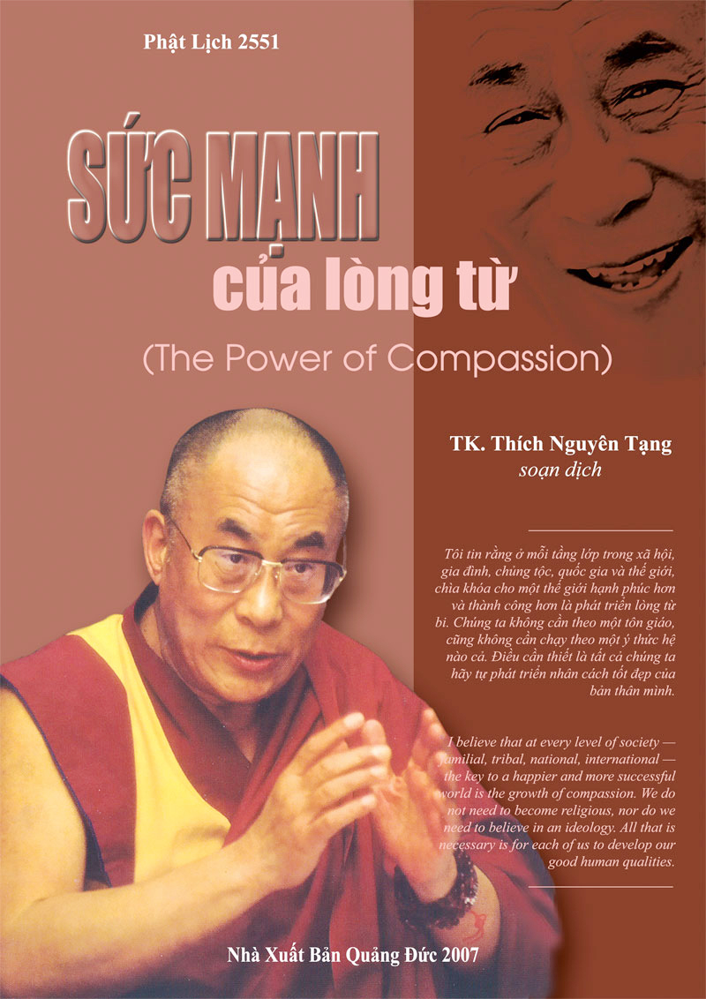 Phật Lịch 2551
SỨC MẠNH
của lòng từ
(The Power of Compassion)
TK. Thích Nguyên Tạng
soạn dịch
Tôi tin rằng ở mỗi tầng lớp trong xã hội,
gia đình, chủng tộc, quốc gia và thế giới,
chìa khóa cho một thế giới hạnh phúc hơn
và thành công hơn là phát triển lòng từ
bi. Chúng ta không cần theo một tôn giáo,
cũng không cần chạy theo một ý thức hệ
nào cả. Điều cần thiết là tất cả chúng ta
hãy tự phát triển nhân cách tốt đẹp của
bản thân mình.
I believe that at every level of society —
familial, tribal, national, international —
the key to a happier and more successful
world is the growth of compassion. We do
not need to become religious, nor do we
need to believe in an ideology. All that is
necessary is for each of us to develop our
good human qualities.
Nhà Xuất Bản Quảng Đức 2007